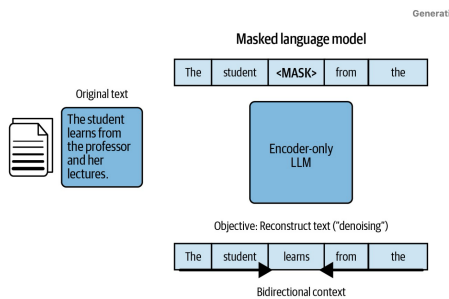 Generati
Masked language model
The student <MASK> from the
Original text
The student
learns from
the professor
and her
lectures.
Encoder-only
LLM
Objective: Reconstruct text ("denoising")
The student learns from the
Bidirectional context